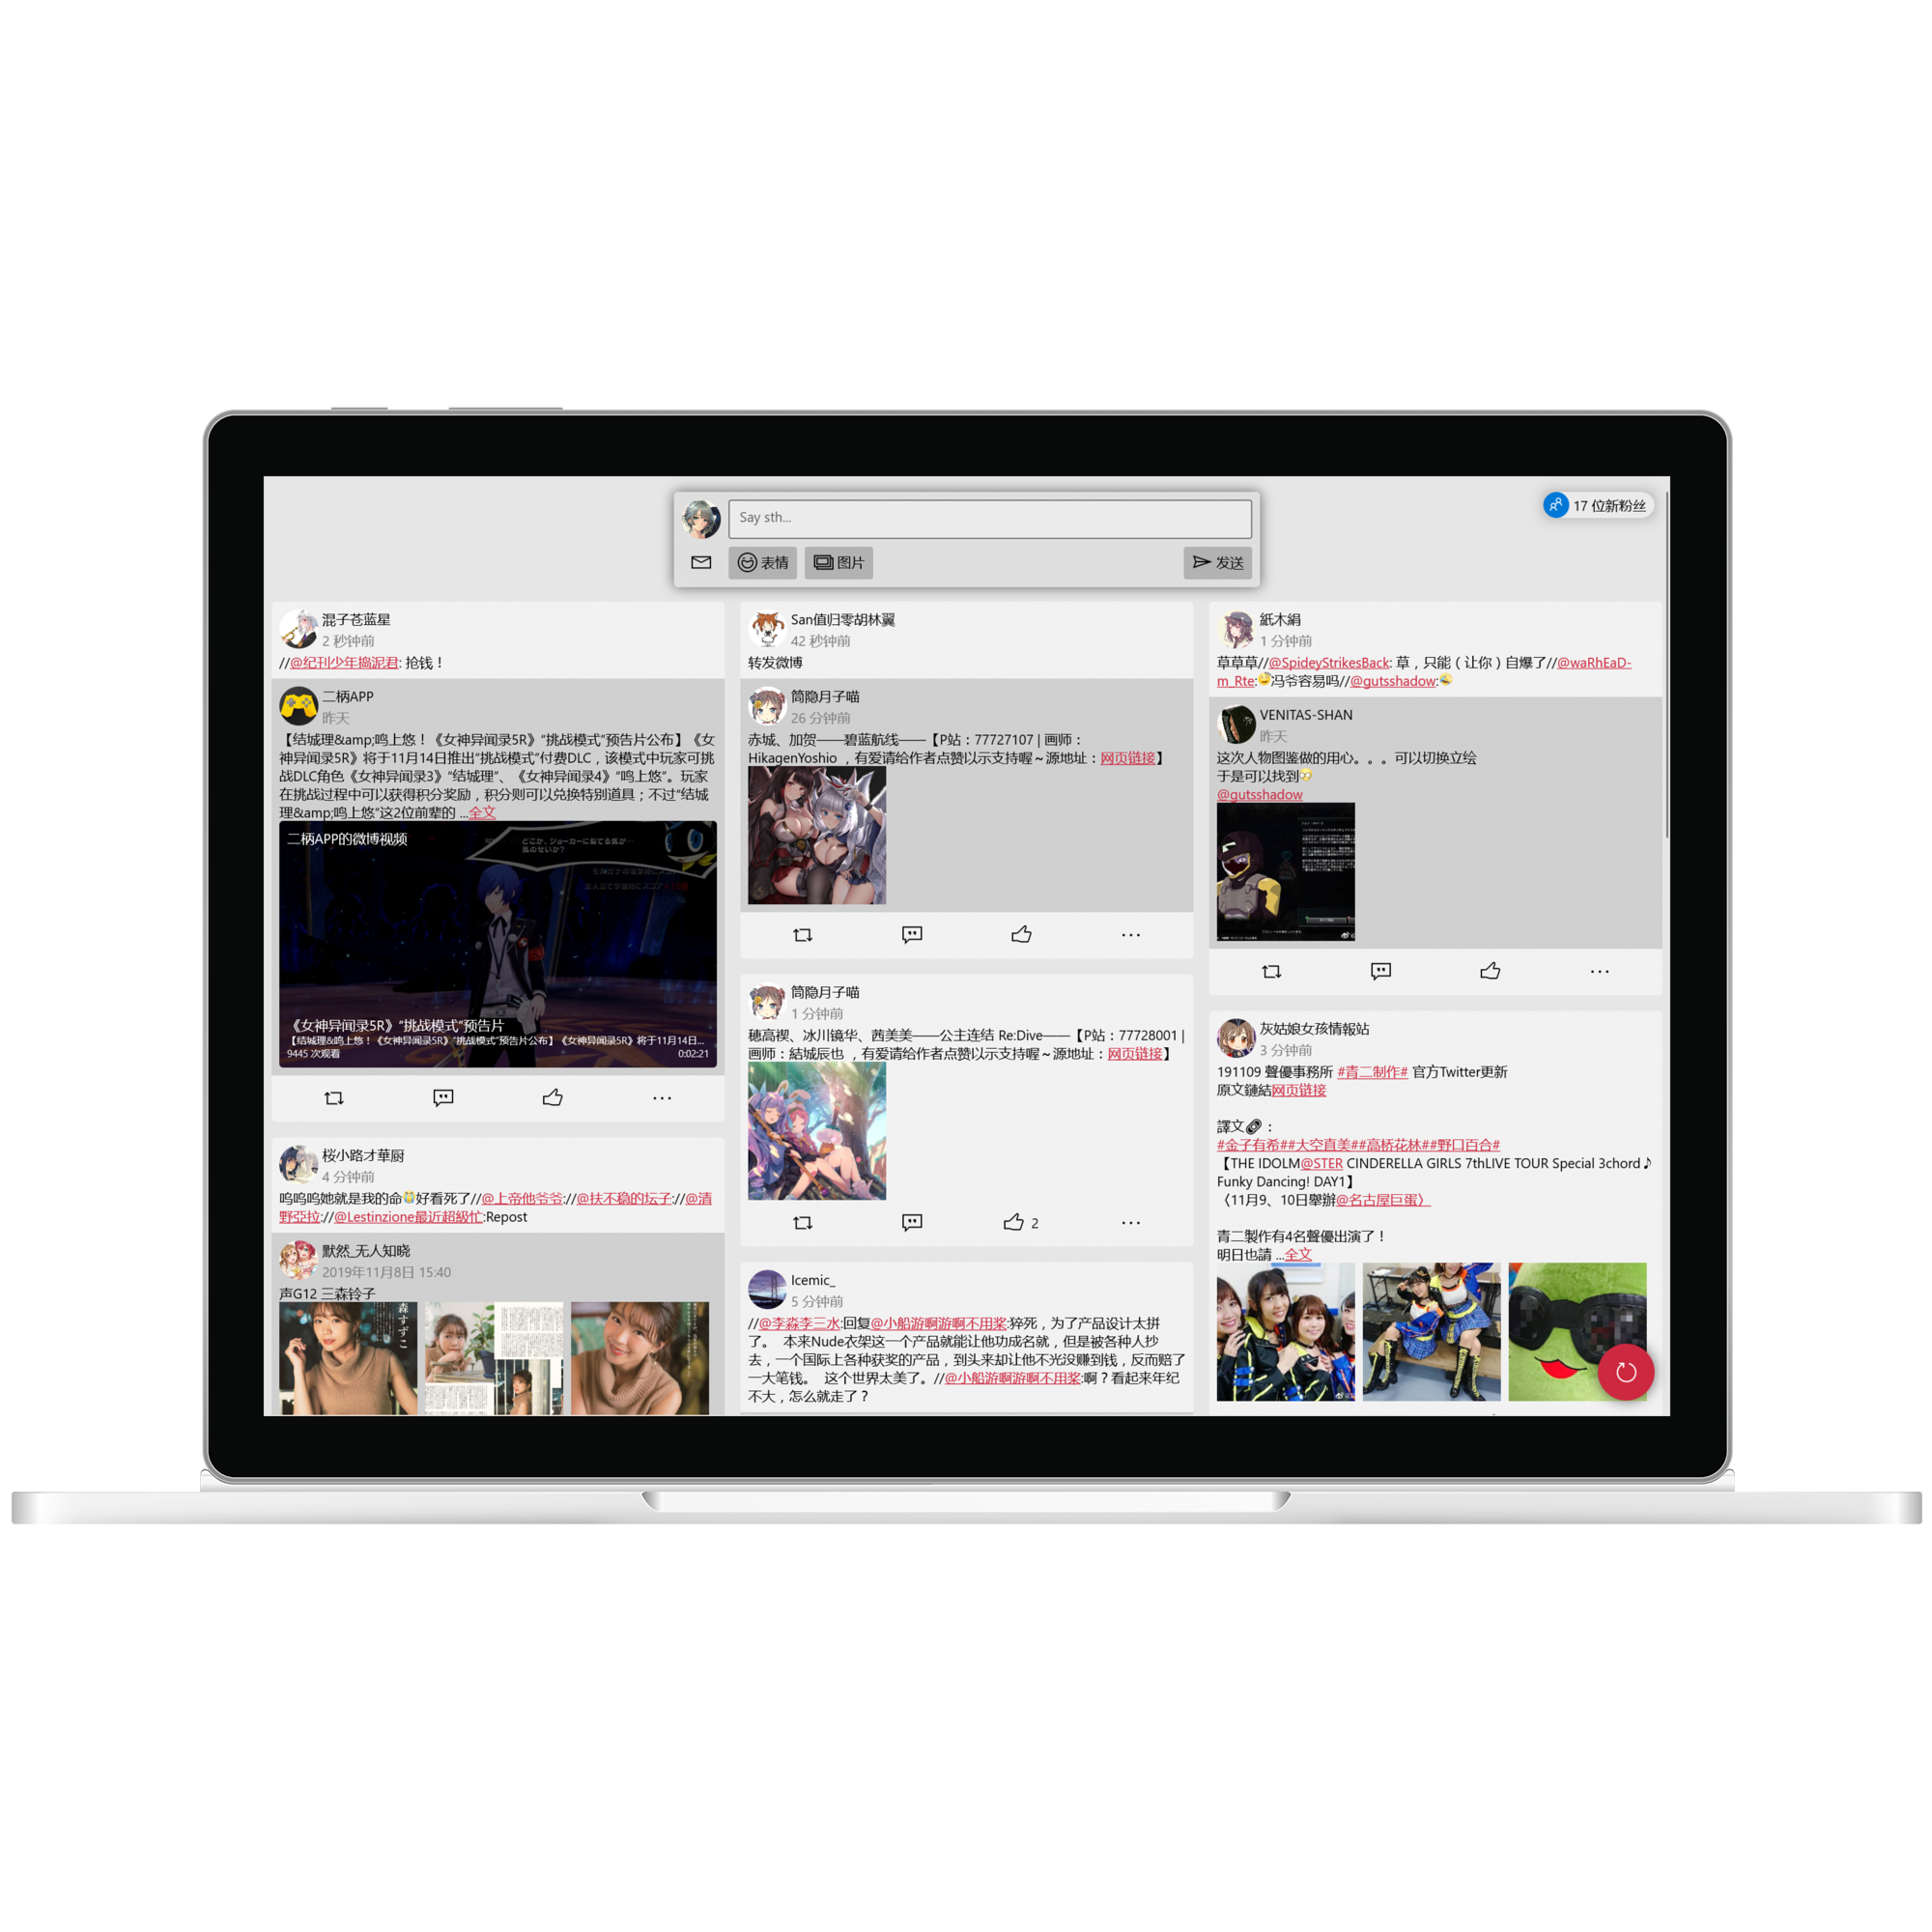 Say sth...
表情
图片
发送
17 位新粉丝
混子苍蓝星
2 秒钟前
//@纪刊少年捣泥君: 抢钱！
二柄APP
昨天
【结城理&amp;鸣上悠！《女神异闻录5R》“挑战模式”预告片公布】《女
神异闻录5R》将于11月14日推出“挑战模式”付费DLC，该模式中玩家可挑
战DLC角色《女神异闻录3》“结城理”、《女神异闻录4》“鸣上悠”。玩家
在挑战过程中可以获得积分奖励，积分则可以兑换特别道具；不过“结城
理&amp;鸣上悠”这2位前辈的 ...全文
二柄APP的微博视频
どこか、ジョーカーに似てる気が…
気のせいか？
《女神异闻录5R》“挑战模式”预告片
【结城理&鸣上悠！《女神异闻录5R》“挑战模式”预告片公布】《女神异闻录5R》将于11月14日...
9445 次观看
0:02:21
桜小路才華厨
4 分钟前
呜呜呜她就是我的命😭好看死了//@上帝他爷爷://@扶不稳的坛子://@清
野亞拉://@Lestinzione最近超級忙:Repost
默然_无人知晓
2019年11月8日 15:40
声G12 三森铃子
森すずこ
San值归零胡林翼
42 秒钟前
转发微博
筒隐月子喵
26 分钟前
赤城、加贺——碧蓝航线——【P站：77727107 | 画师：
HikagenYoshio ，有爱请给作者点赞以示支持喔～源地址：网页链接】
筒隐月子喵
1 分钟前
穗高禊、冰川镜华、茜美美——公主连结 Re:Dive——【P站：77728001 |
画师：結城辰也 ，有爱请给作者点赞以示支持喔～源地址：网页链接】
2
Icemic_
5 分钟前
//@李淼李三水:回复@小船游啊游啊不用桨:猝死，为了产品设计太拼
了。 本来Nude衣架这一个产品就能让他功成名就，但是被各种人抄
去，一个国际上各种获奖的产品，到头来却让他不光没赚到钱，反而赔了
一大笔钱。 这个世界太美了。//@小船游啊游啊不用桨:啊？看起来年纪
不大，怎么就走了？
紙木絹
1 分钟前
草草草//@SpideyStrikesBack: 草，只能（让你）自爆了//@waRhEaD-
m_Rte:冯爷容易吗//@gutsshadow:
VENITAS-SHAN
昨天
这次人物图鉴做的用心。。。可以切换立绘
于是可以找到
@gutsshadow
灰姑娘女孩情報站
3 分钟前
191109 聲優事務所 #青二制作# 官方Twitter更新
原文鏈結网页链接
譯文：
#金子有希##大空直美##高桥花林##野口百合#
【THE IDOLM@STER CINDERELLA GIRLS 7thLIVE TOUR Special 3chord♪
Funky Dancing! DAY1】
〈11月9、10日舉辦@名古屋巨蛋〉
青二製作有4名聲優出演了！
明日也請 ...全文